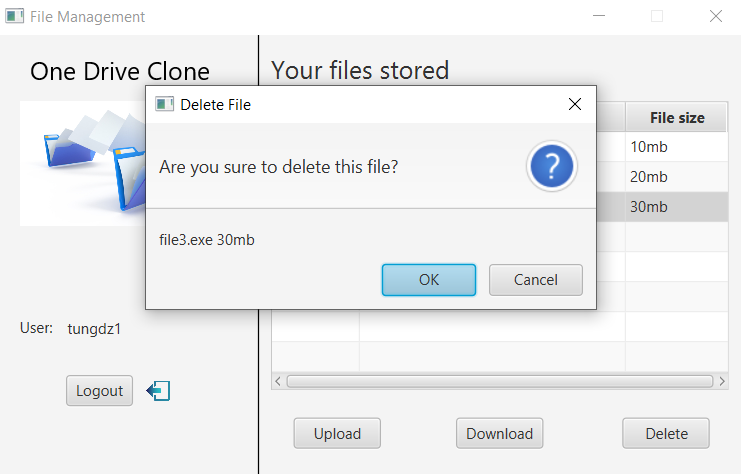 File Management
One Drive Clone
Your files stored
Delete File
File size
Are you sure to delete this file?
?
10mb
20mb
30mb
file3.exe 30mb
OK
Cancel
User: tungdz1
Logout
Upload
Download
Delete